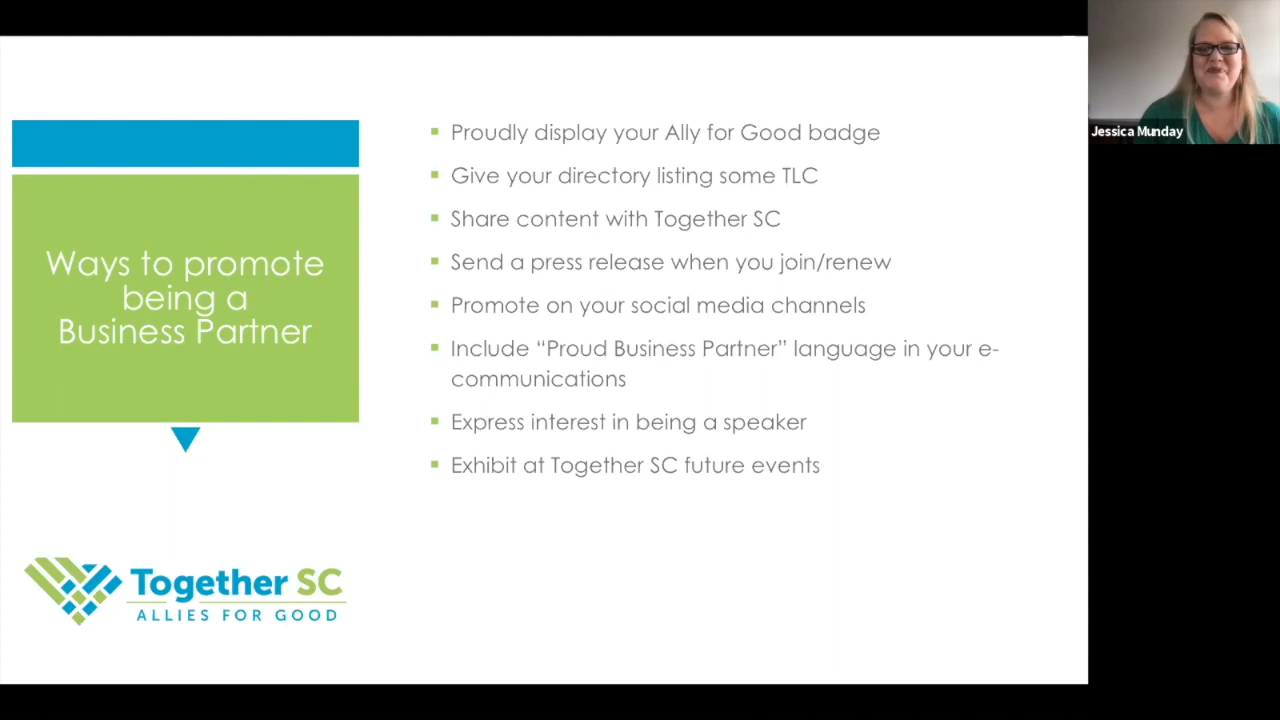 Ways to promote
being a
Business Partner
Proudly display your Ally for Good badge
Give your directory listing some TLC
Share content with Together SC
Send a press release when you join/renew
Promote on your social media channels
Include “Proud Business Partner” language in your e-
communications
Express interest in being a speaker
Exhibit at Together SC future events
Together SC
ALLIES FOR GOOD
Jessica Munday